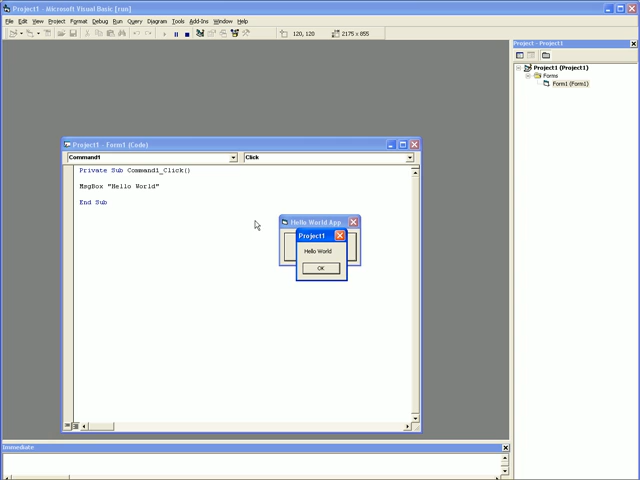 Project1 - Microsoft Visual Basic [run]
File Edit View Project Format Debug Run Query Diagram Tools Add-Ins Window Help
120, 120
2175 x 855
Project - Project1
Project1 (Project1)
Forms
Form1 (Form1)
Project1 - Form1 (Code)
Command1
Click
Private Sub Command1_Click()
MsgBox "Hello World"
End Sub
Hello World App
Project1
Hello World
OK
Immediate